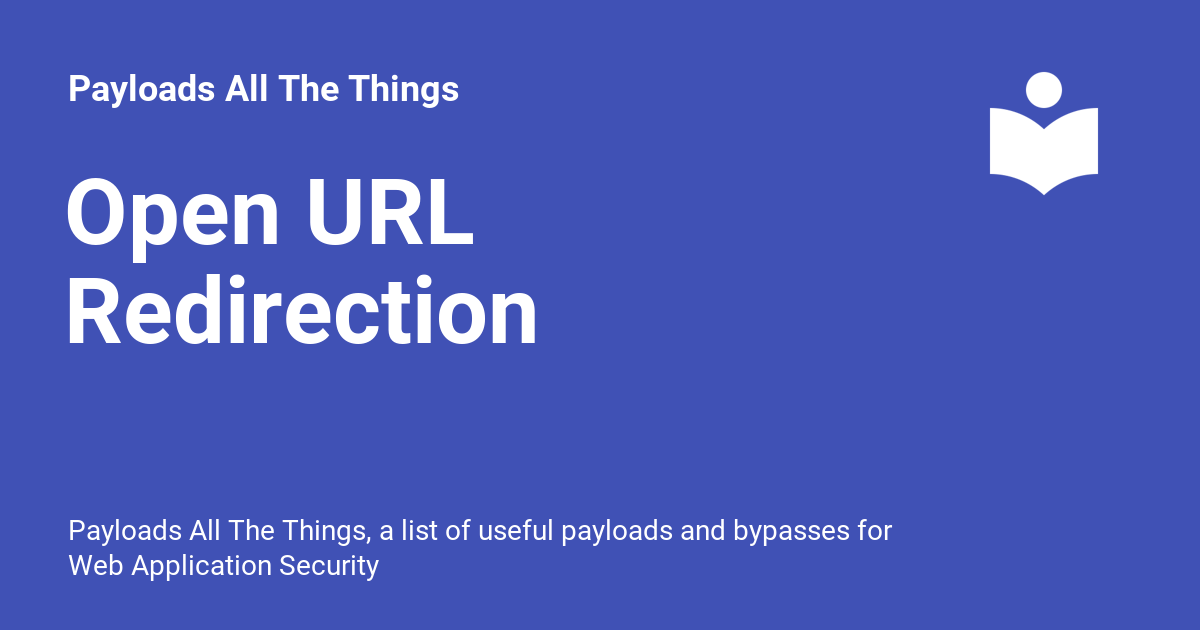 Payloads All The Things
Open URL
Redirection
Payloads All The Things, a list of useful payloads and bypasses for
Web Application Security